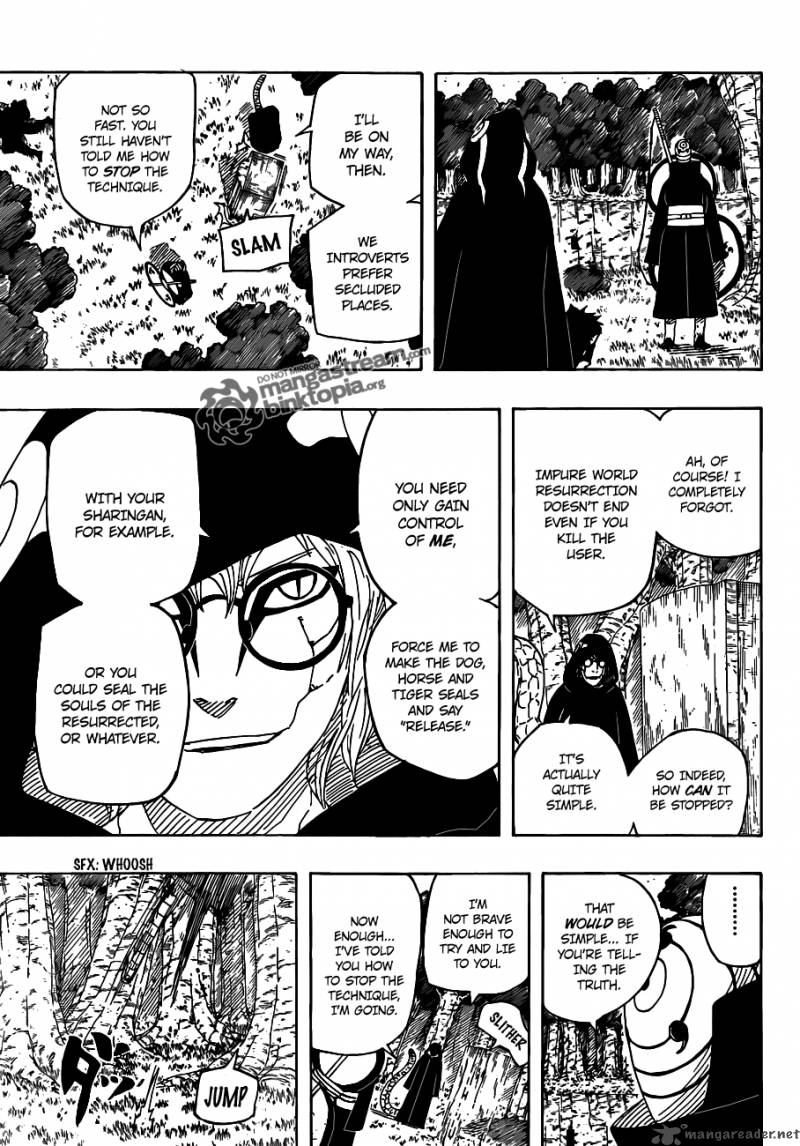 I'LL
BE ON
MY WAY,
THEN.
WE
INTROVERTS
PREFER
SECLUDED
PLACES.
SLAM
NOT SO
FAST. YOU
STILL HAVEN'T
TOLD ME HOW
TO STOP THE
TECHNIQUE.
DO NOT MIRROR
mangastream.com
binktopia.org
AH, OF
COURSE! I
COMPLETELY
FORGOT.
IMPURE WORLD
RESURRECTION
DOESN'T END
EVEN IF YOU
KILL THE
USER.
SO INDEED,
HOW CAN IT
BE STOPPED?
IT'S
ACTUALLY
QUITE
SIMPLE.
YOU NEED
ONLY GAIN
CONTROL
OF ME,
FORCE ME TO
MAKE THE DOG,
HORSE AND
TIGER SEALS
AND SAY
"RELEASE."
WITH YOUR
SHARINGAN,
FOR EXAMPLE.
OR YOU
COULD SEAL THE
SOULS OF THE
RESURRECTED,
OR WHATEVER.
.........
THAT
WOULD BE
SIMPLE... IF
YOU'RE TELL-
ING THE
TRUTH.
I'M
NOT BRAVE
ENOUGH TO
TRY AND LIE
TO YOU.
SLITHER
NOW
ENOUGH...
I'VE TOLD
YOU HOW
TO STOP THE
TECHNIQUE,
I'M GOING.
SFX: WHOOSH
ダッ
JUMP
mangareader.net